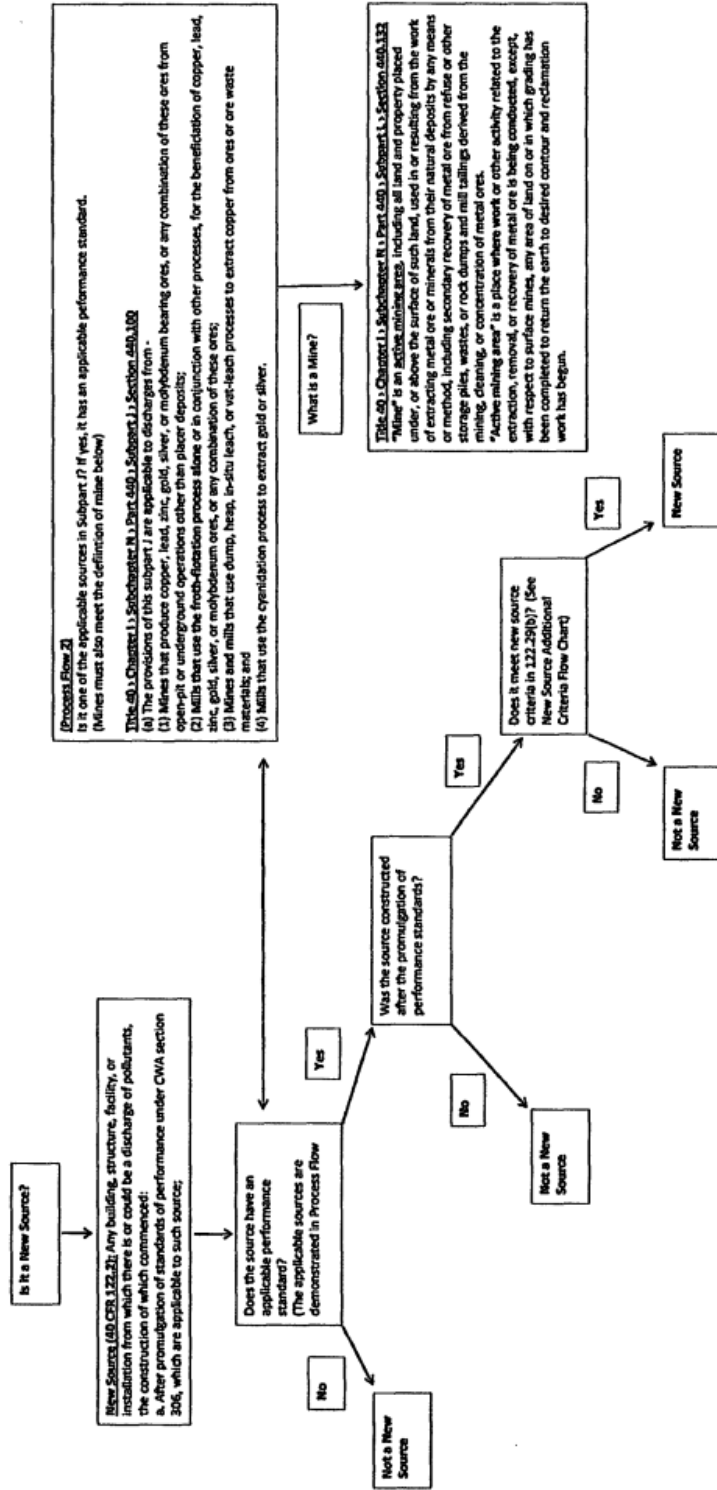 Is it a New Source?
New Source (40 CFR 122.2): Any building, structure, facility, or
installation from which there is or could be a discharge of pollutants,
the construction of which commenced:
a. After promulgation of standards of performance under CWA section
306, which are applicable to such source;
Does the source have an
applicable performance
standard?
(The applicable sources are
demonstrated in Process Flow
No
Yes
Not a New
Source
Was the source constructed
after the promulgation of
performance standards?
No
Yes
Not a New
Source
Does it meet new source
criteria in 122.29(b)? (See
New Source Additional
Criteria Flow Chart)
No
Yes
Not a New
Source
New Source
(Process Flow 2)
Is it one of the applicable sources in Subpart J? If yes, it has an applicable peformance standard.
(Mines must also meet the defiintion of mine below)
Title 40 › Chapter I › Subchapter N › Part 440 › Subpart J › Section 440.100
(a) The provisions of this subpart J are applicable to discharges from -
(1) Mines that produce copper, lead, zinc, gold, silver, or molybdenum bearing ores, or any combination of these ores from
open-pit or underground operations other than placer deposits;
(2) Mills that use the froth-flotation process alone or in conjunction with other processes, for the beneficiation of copper, lead,
zinc, gold, silver, or molybdenum ores, or any combination of these ores;
(3) Mines and mills that use dump, heap, in-situ leach, or vat-leach processes to extract copper from ores or ore waste
materials; and
(4) Mills that use the cyanidation process to extract gold or silver.
What is a Mine?
Title 40 › Chapter I › Subchapter N › Part 440 › Subpart L › Section 440.132
"Mine" is an active mining area, including all land and property placed
under, or above the surface of such land, used in or resulting from the work
of extracting metal ore or minerals from their natural deposits by any means
or method, including secondary recovery of metal ore from refuse or other
storage piles, wastes, or rock dumps and mill tailings derived from the
mining, cleaning, or concentration of metal ores.
"Active mining area" is a place where work or other activity related to the
extraction, removal, or recovery of metal ore is being conducted, except,
with respect to surface mines, any area of land on or in which grading has
been completed to return the earth to desired contour and reclamation
work has begun.